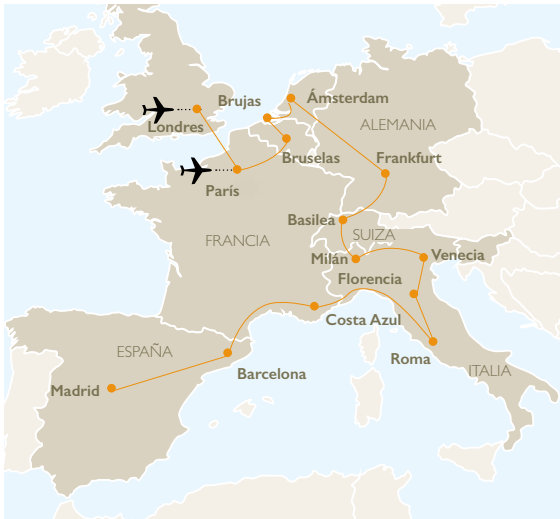 Brujas
Ámsterdam
Londres
ALEMANIA
Bruselas
Frankfurt
París
Basilea
SUIZA
FRANCIA
Milán
Venecia
Florencia
Costa Azul
ESPAÑA
Roma
Barcelona
ITALIA
Madrid